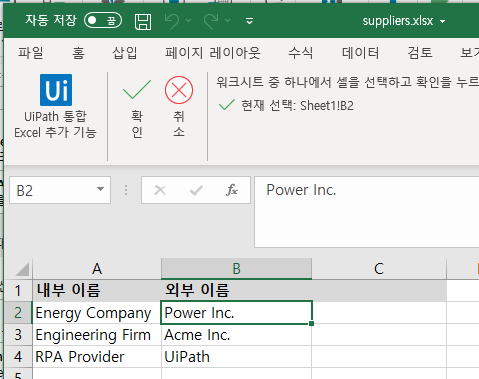 자동 저장 끔 suppliers.xlsx
파일 홈 삽입 페이지 레이아웃 수식 데이터 검토 보기
Ui
UiPath 통합
Excel 추가 기능
확
인
취
소
워크시트 중 하나에서 셀을 선택하고 확인을 누르
현재 선택: Sheet1!B2
B2 fx Power Inc.
A B C
1 내부 이름 외부 이름
2 Energy Company Power Inc.
3 Engineering Firm Acme Inc.
4 RPA Provider UiPath
5